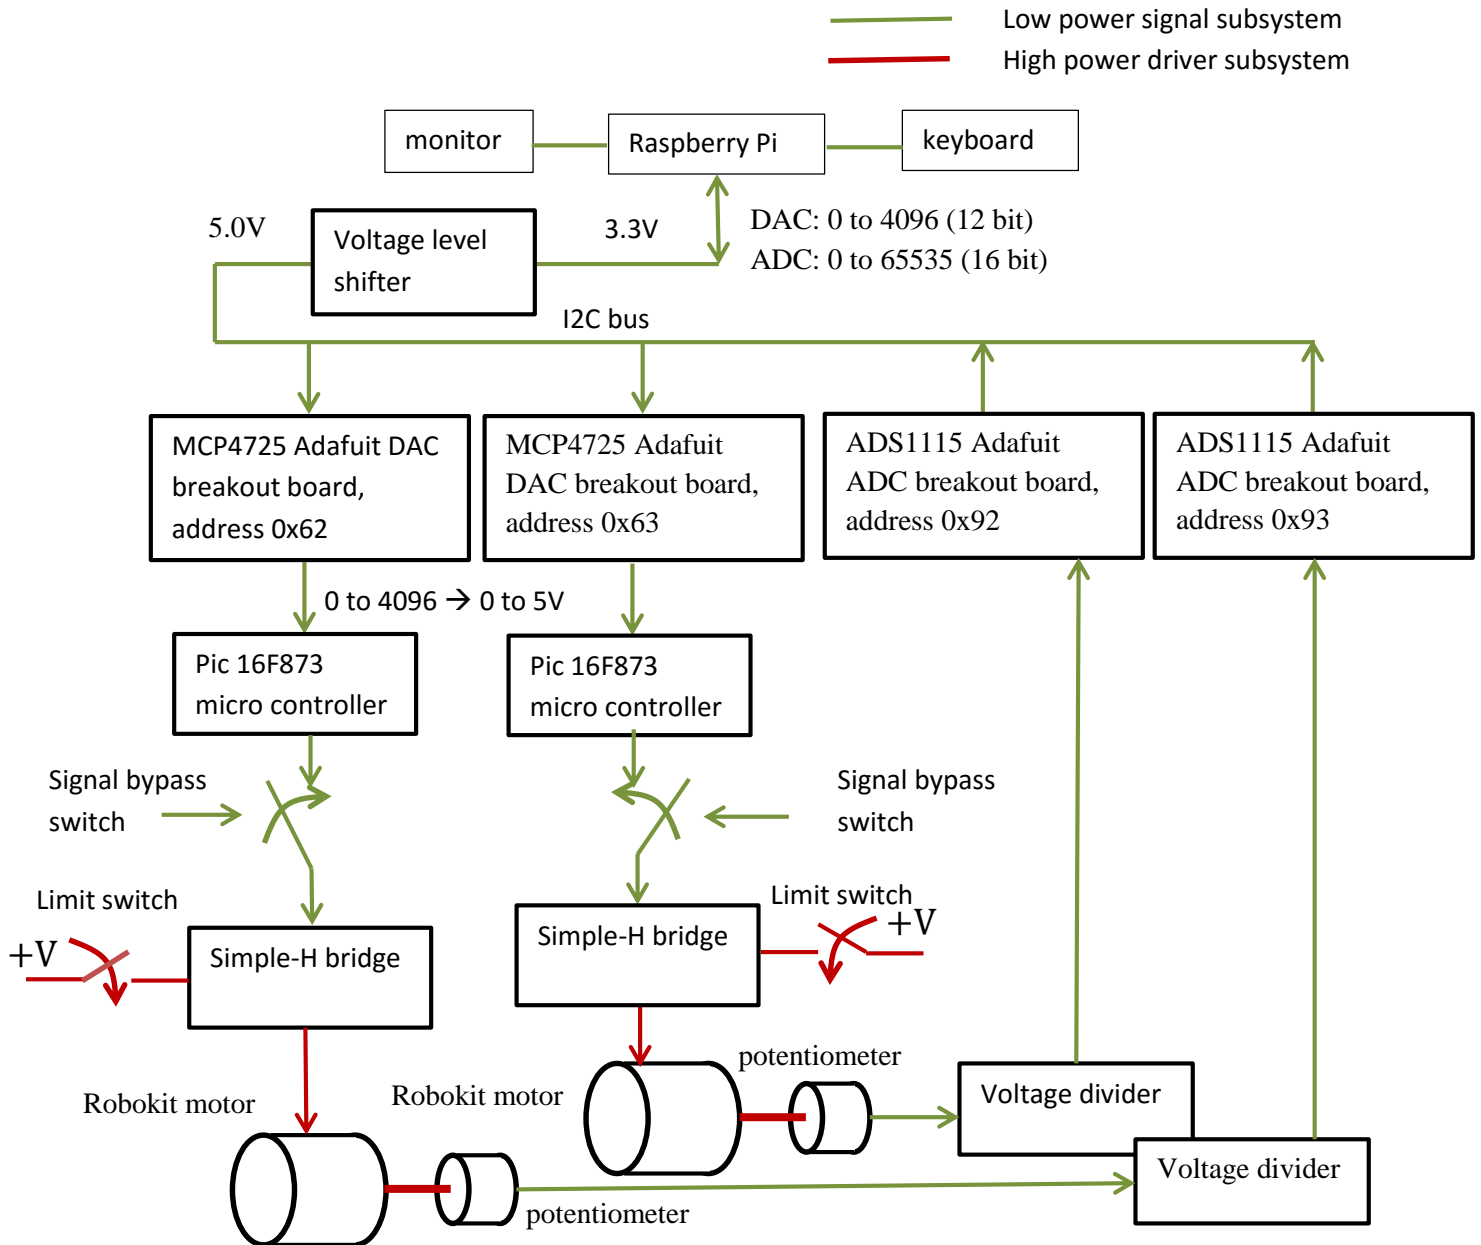 Low power signal subsystem
High power driver subsystem
monitor
Raspberry Pi
keyboard
5.0V
Voltage level
shifter
3.3V
DAC: 0 to 4096 (12 bit)
ADC: 0 to 65535 (16 bit)
I2C bus
MCP4725 Adafuit DAC
breakout board,
address 0x62
MCP4725 Adafuit
DAC breakout board,
address 0x63
ADS1115 Adafuit
ADC breakout board,
address 0x92
ADS1115 Adafuit
ADC breakout board,
address 0x93
0 to 4096 → 0 to 5V
Pic 16F873
micro controller
Pic 16F873
micro controller
Signal bypass
switch
Signal bypass
switch
Limit switch
+V
Simple-H bridge
Simple-H bridge
Limit switch
+V
Robokit motor
Robokit motor
potentiometer
potentiometer
Voltage divider
Voltage divider